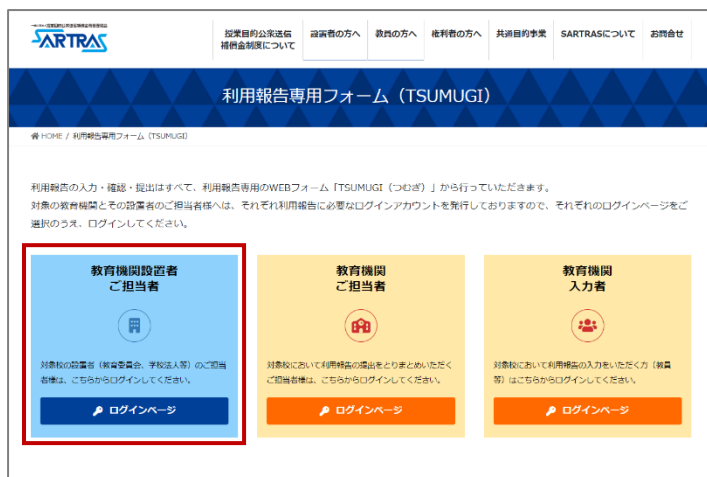 SARTRAS
授業目的公衆送信
補償金制度について
設置者の方へ
教員の方へ
権利者の方へ
共通目的事業
SARTRASについて
お問合せ
利用報告専用フォーム（TSUMUGI）
HOME / 利用報告専用フォーム（TSUMUGI）
利用報告の入力・確認・提出はすべて、利用報告専用のWEBフォーム「TSUMUGI（つむぎ）」から行っていただきます。
対象の教育機関とその設置者のご担当者様へは、それぞれ利用報告に必要なログインアカウントを発行しておりますので、それぞれのログインページをご
選択のうえ、ログインしてください。
教育機関設置者
ご担当者
対象校の設置者（教育委員会、学校法人等）のご担当
者様は、こちらからログインしてください。
ログインページ
教育機関
ご担当者
対象校において利用報告の提出をとりまとめいただく
ご担当者様は、こちらからログインしてください。
ログインページ
教育機関
入力者
対象校において利用報告の入力をいただく方（教員
等）はこちらからログインしてください。
ログインページ